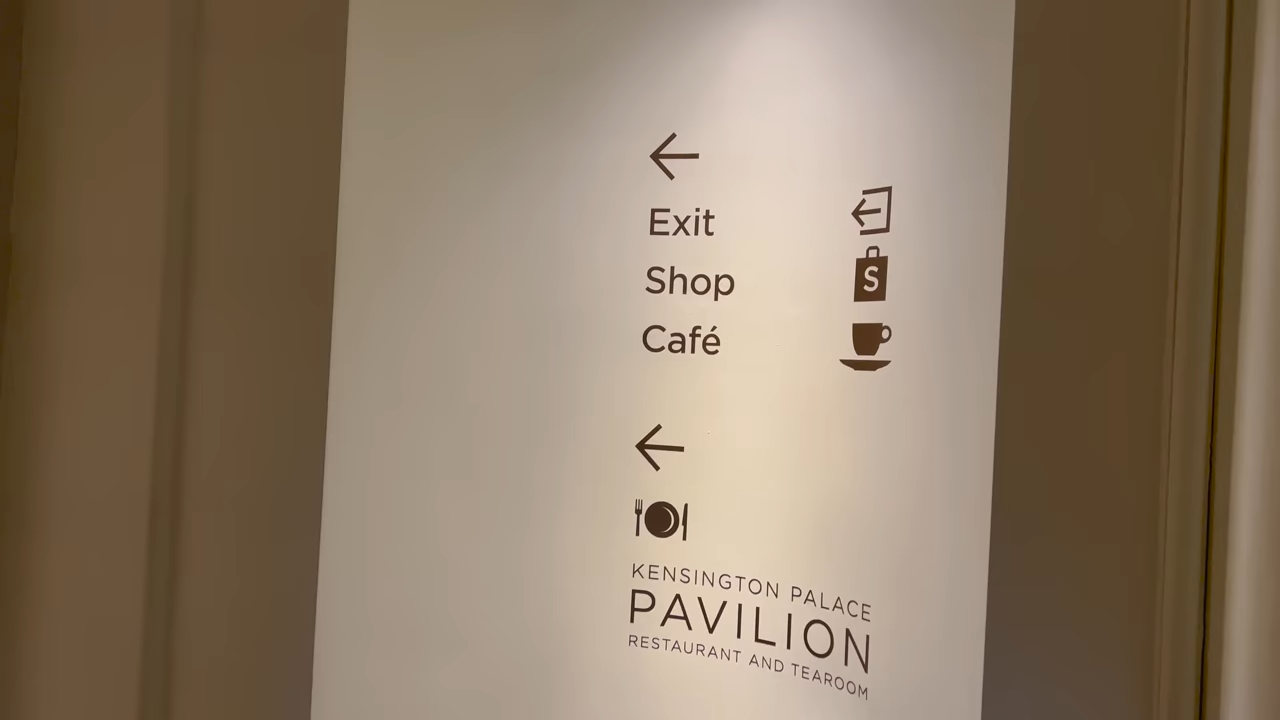 Exit
Shop
S
Café
KENSINGTON PALACE
PAVILION
RESTAURANT AND TEAROOM